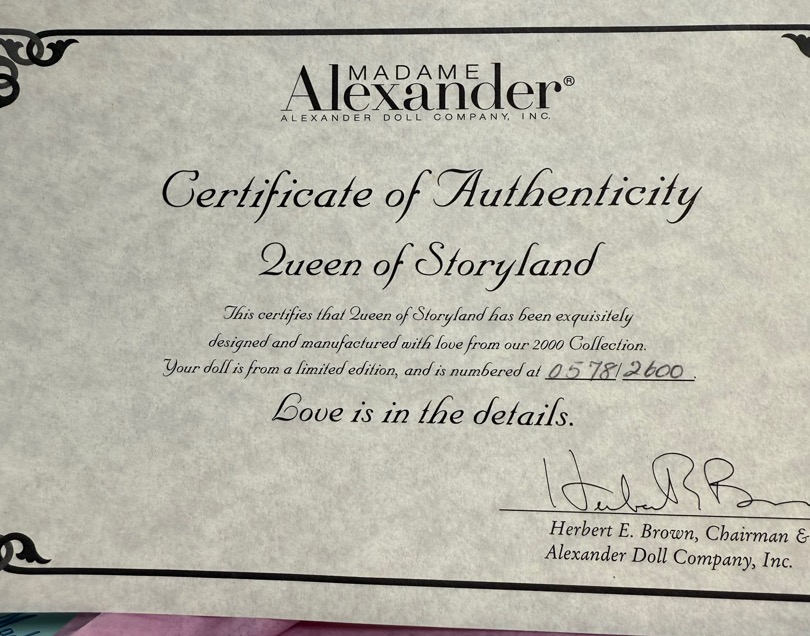 MADAME
Alexander®
ALEXANDER DOLL COMPANY, INC.
Certificate of Authenticity
Queen of Storyland
This certifies that Queen of Storyland has been exquisitely
designed and manufactured with love from our 2000 Collection.
Your doll is from a limited edition, and is numbered at 0578/2600.
Love is in the details.
Herbert E. Brown, Chairman &
Alexander Doll Company, Inc.